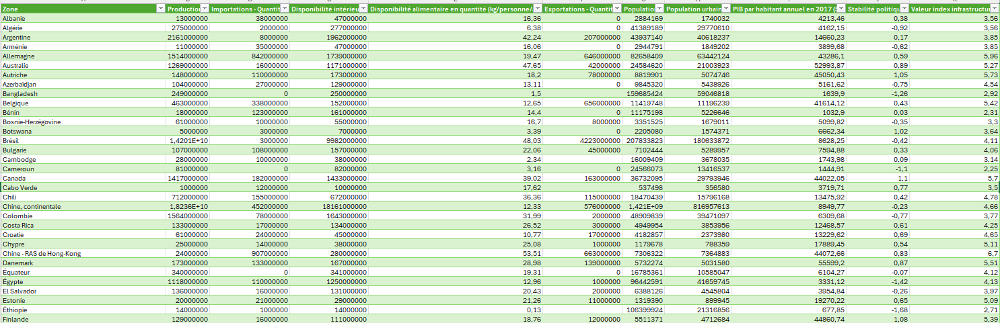 Zone Production Importations - Quantit Disponibilité intérieu Disponibilité alimentaire en quantité (kg/personne/ Exportations - Quantit Populatio Population urbain PIB par habitant annuel en 2017 ( Stabilité politiqu Valeur index infrastructu
Albanie 13000000 38000000 47000000 16,36 0 2884169 1740032 4213,46 0,38 3,56
Algérie 275000000 2000000 277000000 6,38 0 41389189 29770610 4162,15 -0,92 3,56
Argentine 2161000000 8000000 1962000000 42,24 207000000 43937140 40618237 14660,23 0,17 3,85
Arménie 11000000 35000000 47000000 16,06 0 2944791 1849202 3899,68 -0,62 3,85
Allemagne 1514000000 842000000 1739000000 19,47 646000000 82658409 63442124 43286,1 0,59 5,96
Australie 1269000000 16000000 1171000000 47,65 42000000 24584620 21003923 52993,87 0,89 5,27
Autriche 148000000 110000000 173000000 18,2 78000000 8819901 5074746 45050,43 1,05 5,73
Azerbaïdjan 104000000 27000000 129000000 13,11 0 9845320 5438926 5161,62 -0,75 4,54
Bangladesh 249000000 0 250000000 1,5 159685424 59046818 1639,9 -1,26 2,92
Belgique 463000000 338000000 152000000 12,65 656000000 11419748 11196239 41614,12 0,43 5,42
Bénin 18000000 123000000 161000000 14,4 0 11175198 5226646 1032,9 0,03 2,31
Bosnie-Herzégovine 61000000 10000000 55000000 16,7 8000000 3351525 1679011 5099,82 -0,35 3,3
Botswana 5000000 3000000 7000000 3,39 0 2205080 1574371 6662,34 1,02 3,64
Brésil 1,4201E+10 3000000 9982000000 48,03 4223000000 207833823 180633872 8628,25 -0,42 4,11
Bulgarie 107000000 108000000 157000000 22,06 45000000 7102444 5289957 7594,88 0,33 4,06
Cambodge 28000000 10000000 38000000 2,34 16009409 3678035 1743,98 0,09 3,14
Cameroun 81000000 0 82000000 3,16 0 24566073 13416537 1444,91 -1,1 2,25
Canada 1417000000 182000000 1433000000 39,02 163000000 36732095 29793946 44022,05 1,1 5,7
Cabo Verde 1000000 12000000 10000000 17,62 537498 356580 3719,71 0,77 3,5
Chili 712000000 155000000 672000000 36,36 115000000 18470439 15796168 13475,92 0,42 4,78
Chine, continentale 1,8236E+10 452000000 18161000000 12,33 576000000 1,421E+09 816957613 8949,77 -0,23 4,66
Colombie 1564000000 78000000 1643000000 31,99 2000000 48909839 39471097 6309,68 -0,77 3,77
Costa Rica 133000000 17000000 134000000 26,52 3000000 4949954 3853956 12468,57 0,61 4,25
Croatie 61000000 24000000 45000000 10,77 17000000 4182857 2373980 13229,62 0,69 4,65
Chypre 25000000 14000000 38000000 25,08 1000000 1179678 788359 17889,45 0,54 5,11
Chine - RAS de Hong-Kong 24000000 907000000 280000000 53,51 663000000 7306322 7364883 44072,66 0,83 6,7
Danemark 173000000 133000000 167000000 28,98 139000000 5732274 5031580 55599,2 0,87 5,51
Équateur 340000000 0 341000000 19,31 16785361 10585047 6104,27 -0,07 4,12
Égypte 1118000000 110000000 1250000000 12,96 1000000 96442591 41659745 3331,12 -1,42 4,13
El Salvador 136000000 16000000 131000000 20,43 2000000 6388126 4545804 3954,84 -0,26 3,97
Estonie 20000000 21000000 29000000 21,26 11000000 1319390 899945 19270,22 0,65 5,09
Éthiopie 14000000 1000000 14000000 0,13 106399924 21316856 677,85 -1,68 2,71
Finlande 129000000 16000000 111000000 18,76 12000000 5511371 4712684 44860,74 1,08 5,39